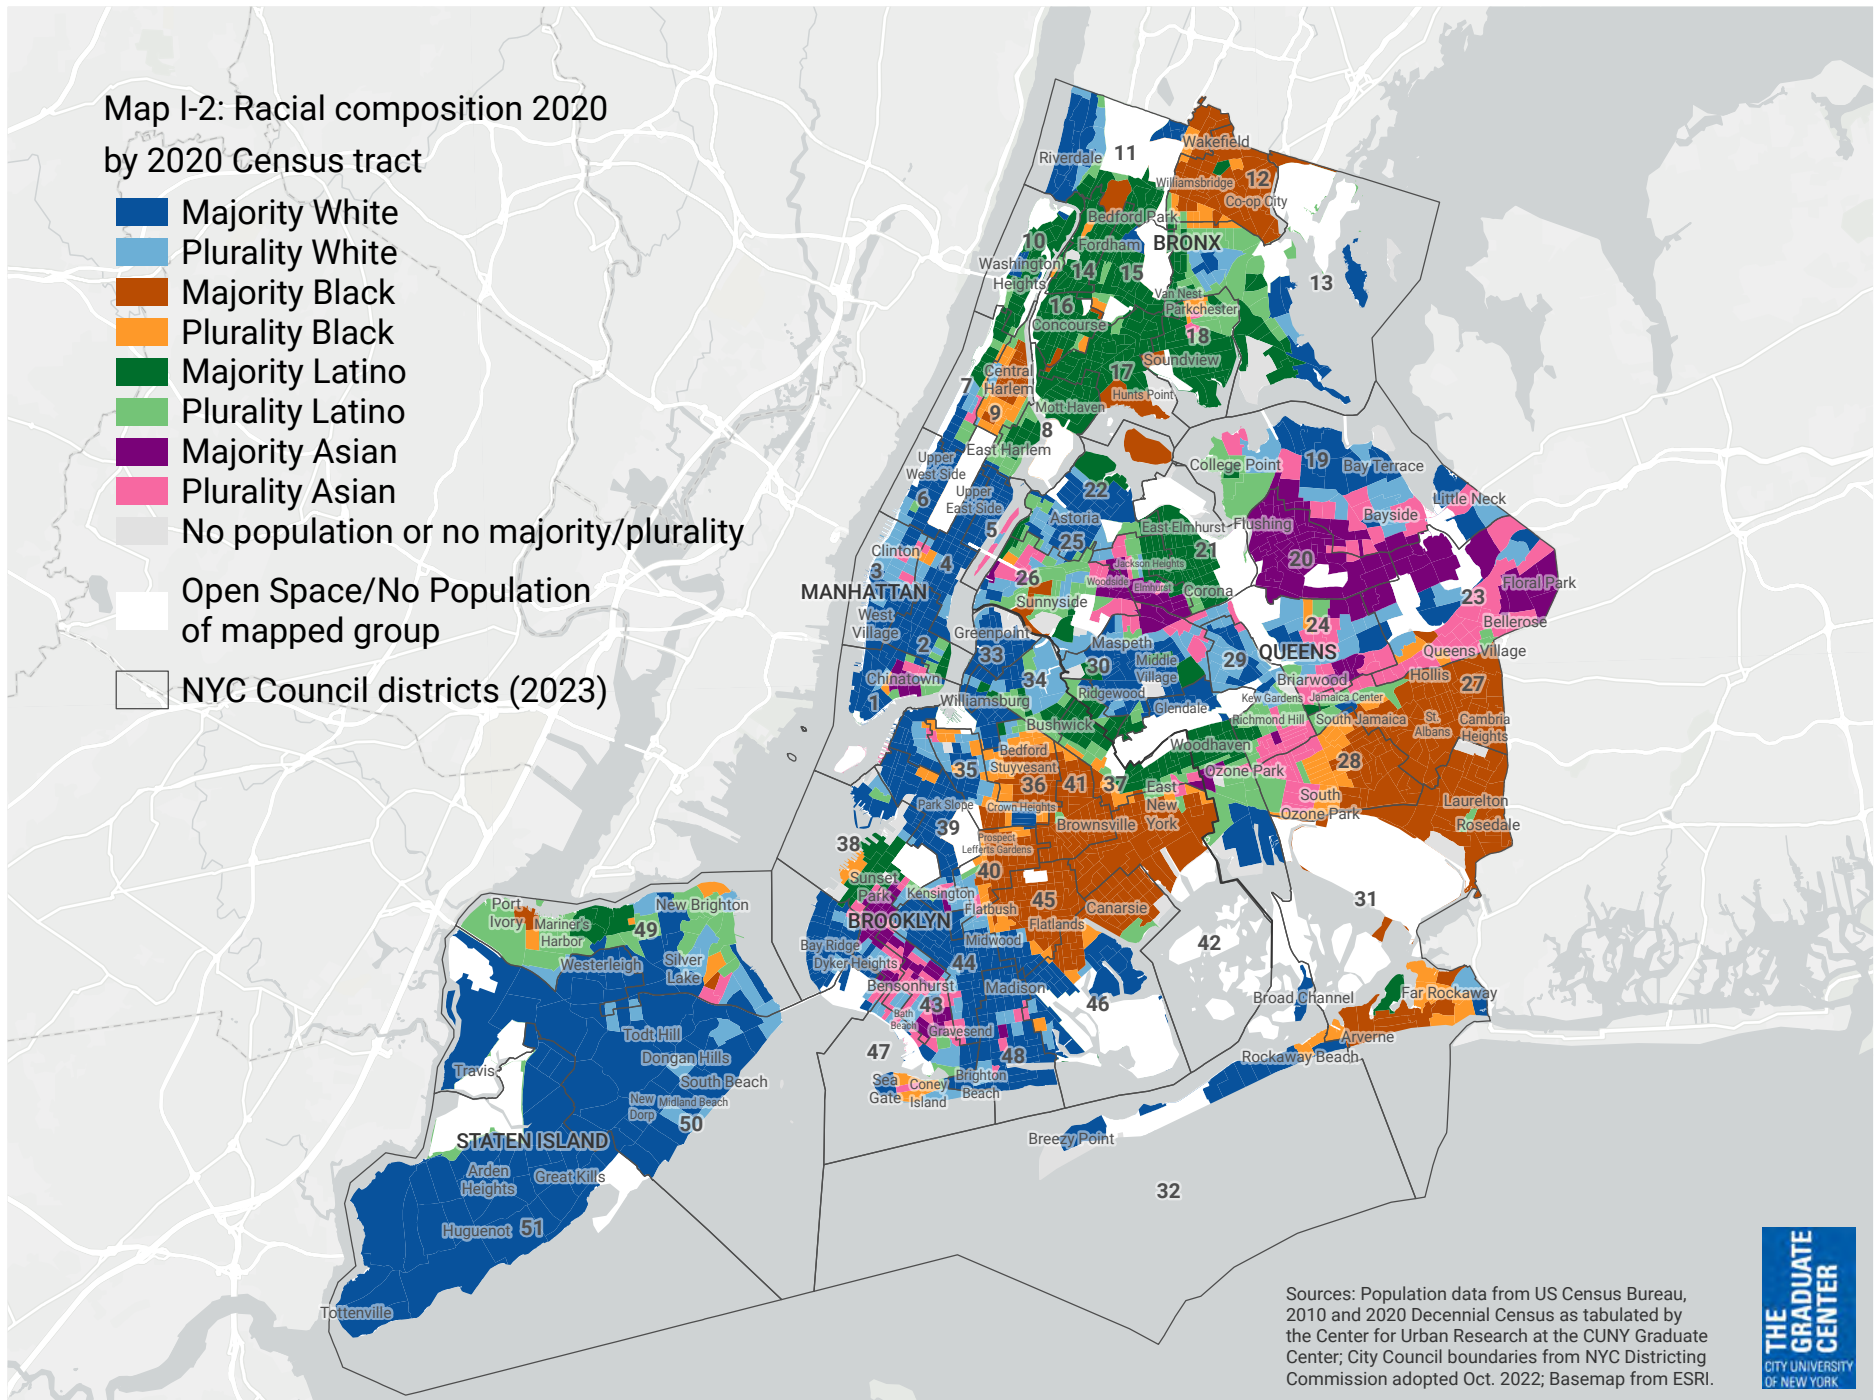 Map I-2: Racial composition 2020
by 2020 Census tract
Majority White
Plurality White
Majority Black
Plurality Black
Majority Latino
Plurality Latino
Majority Asian
Plurality Asian
No population or no majority/plurality
Open Space/No Population
of mapped group
NYC Council districts (2023)
Wakefield
Riverdale
11
Williamsbridge
12
Co-op City
Bedford Park
10
Fordham
BRONX
Washington
Heights
14
15
13
Van Nest
16
Parkchester
Concourse
18
Soundview
17
Central
Harlem
7
Hunts Point
Mott Haven
9
8
East Harlem
Upper
West Side
College Point
19
Bay Terrace
6
Upper
East Side
22
Little Neck
5
Astoria
East Elmhurst
Flushing
Bayside
25
21
Clinton
4
20
3
26
Jackson Heights
Woodside
Elmhurst
Corona
Floral Park
MANHATTAN
Sunnyside
23
West
Village
Bellerose
24
Greenpoint
Maspeth
2
33
QUEENS
Queens Village
30
Middle
Village
29
Chinatown
34
Briarwood
Hollis
27
Ridgewood
Kew Gardens
Jamaica Center
1
Williamsburg
Glendale
Bushwick
Richmond Hill
South Jamaica
St.
Albans
Cambria
Heights
Woodhaven
Bedford
Stuyvesant
35
28
Ozone Park
36
41
37
East
New
York
South
Ozone Park
Laurelton
Park Slope
Crown Heights
39
Brownsville
Rosedale
38
Prospect
Lefferts Gardens
40
Sunset
Park
Kensington
45
31
Port
Ivory
New Brighton
Flatbush
Canarsie
Mariner's
Harbor
49
BROOKLYN
Flatlands
Bay Ridge
Midwood
42
Westerleigh
Silver
Lake
Dyker Heights
44
Bensonhurst
Madison
Broad Channel
Far Rockaway
43
46
Bath
Beach
Gravesend
Todt Hill
Arverne
47
48
Rockaway Beach
Dongan Hills
Travis
South Beach
Sea
Gate
Coney
Island
Brighton
Beach
New
Dorp
Midland Beach
50
Breezy Point
STATEN ISLAND
Arden
Heights
Great Kills
32
Huguenot
51
Tottenville
Sources: Population data from US Census Bureau,
2010 and 2020 Decennial Census as tabulated by
the Center for Urban Research at the CUNY Graduate
Center; City Council boundaries from NYC Districting
Commission adopted Oct. 2022; Basemap from ESRI.
THE
GRADUATE
CENTER
CITY UNIVERSITY
OF NEW YORK